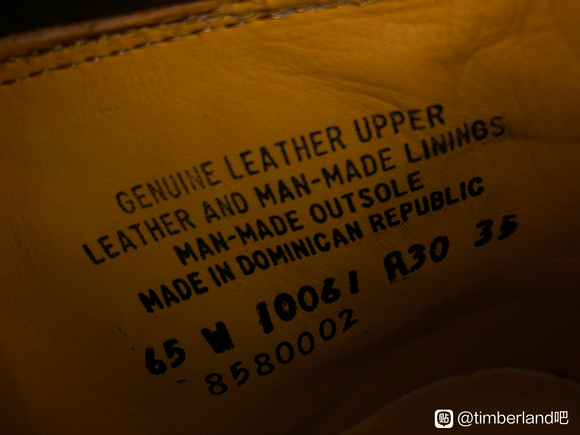 GENUINE LEATHER UPPER
LEATHER AND MAN-MADE LININGS
MAN-MADE OUTSOLE
MADE IN DOMINICAN REPUBLIC
65 W 10061 A30 35
8580002
贴 @timberland吧